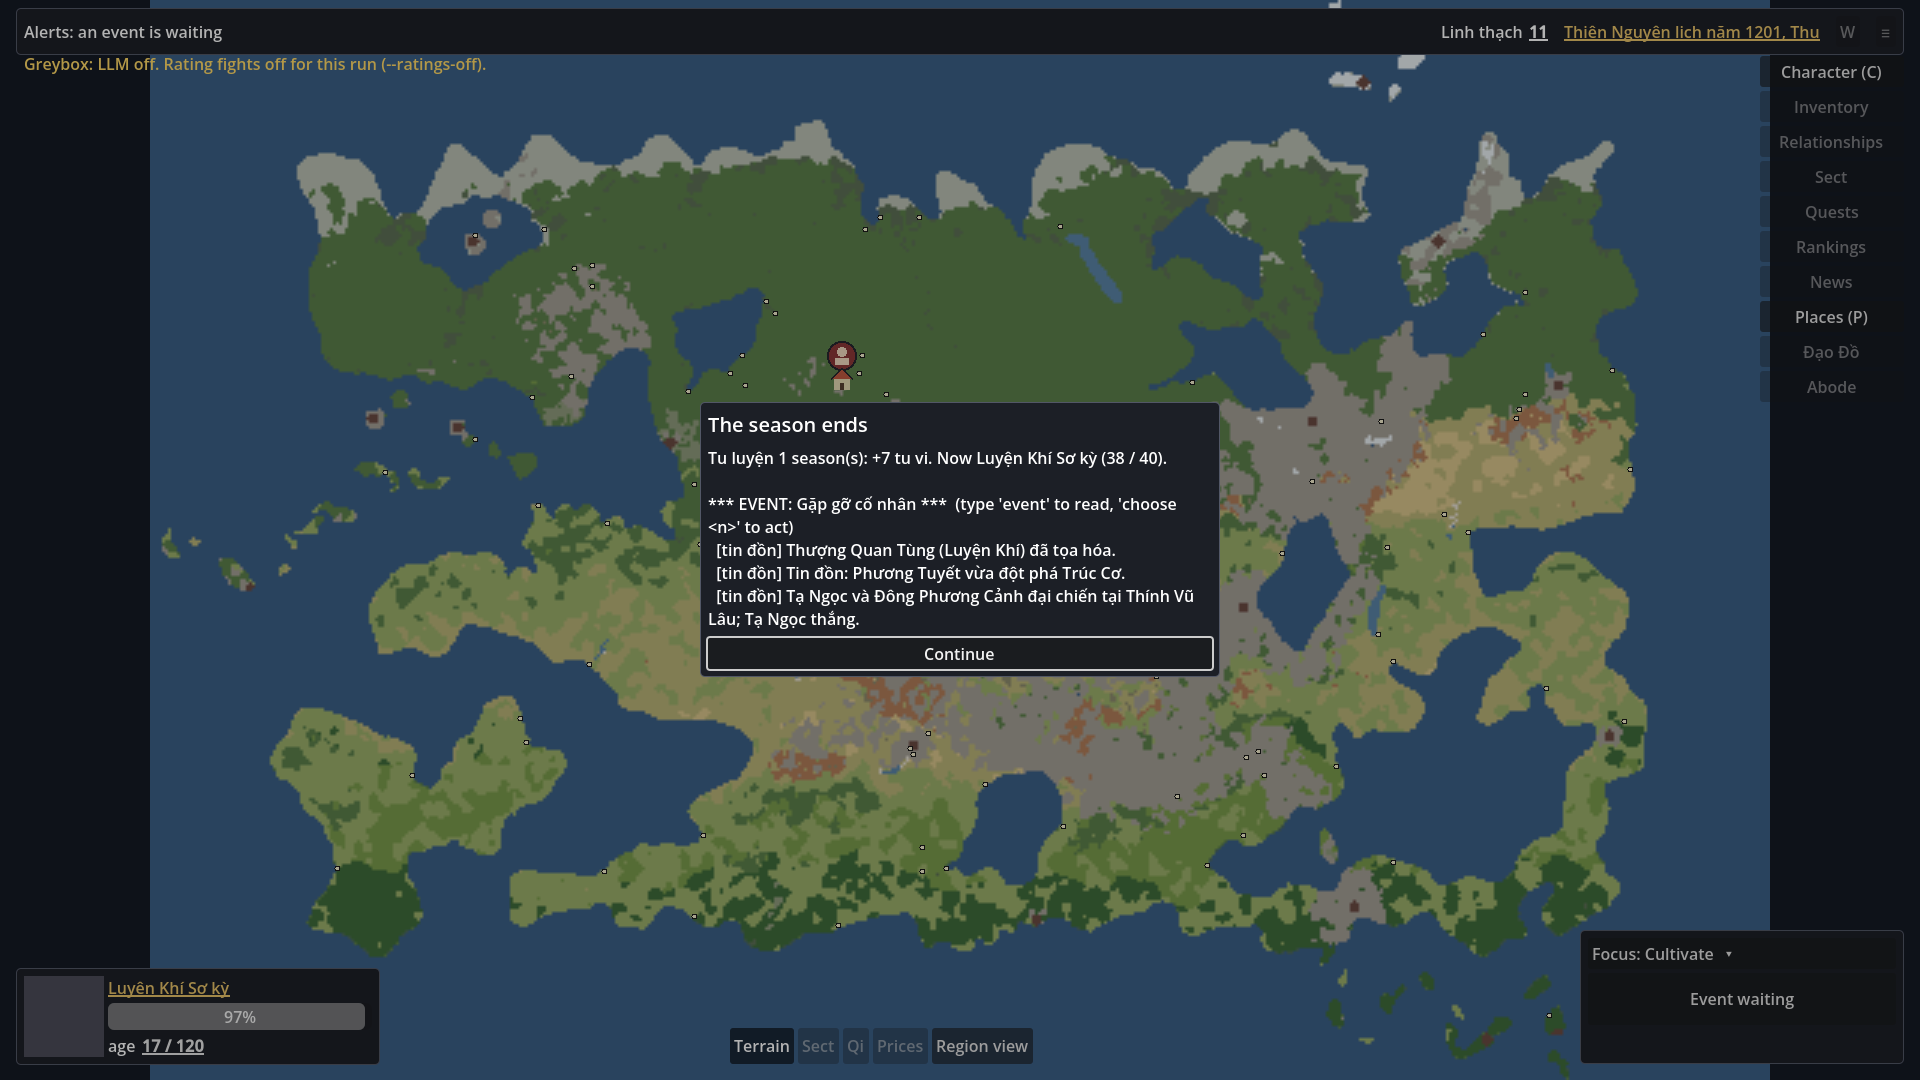 Alerts: an event is waiting
Linh thạch 11 Thiên Nguyên lich năm 1201, Thu W ≡
Greybox: LLM off. Rating fights off for this run (--ratings-off).
Character (C)
Inventory
Relationships
Sect
Quests
Rankings
News
Places (P)
Đạo Đồ
Abode
The season ends
Tu luyện 1 season(s): +7 tu vi. Now Luyện Khí Sơ kỳ (38 / 40).
*** EVENT: Gặp gỡ cố nhân ***  (type 'event' to read, 'choose
<n>' to act)
[tin đồn] Thượng Quan Tùng (Luyện Khí) đã tọa hóa.
[tin đồn] Tin đồn: Phương Tuyết vừa đột phá Trúc Cơ.
[tin đồn] Tạ Ngọc và Đông Phương Cảnh đại chiến tại Thính Vũ
Lâu; Tạ Ngọc thắng.
Continue
Luyện Khí Sơ kỳ
97%
age 17 / 120
Terrain Sect Qi Prices Region view
Focus: Cultivate ▾
Event waiting